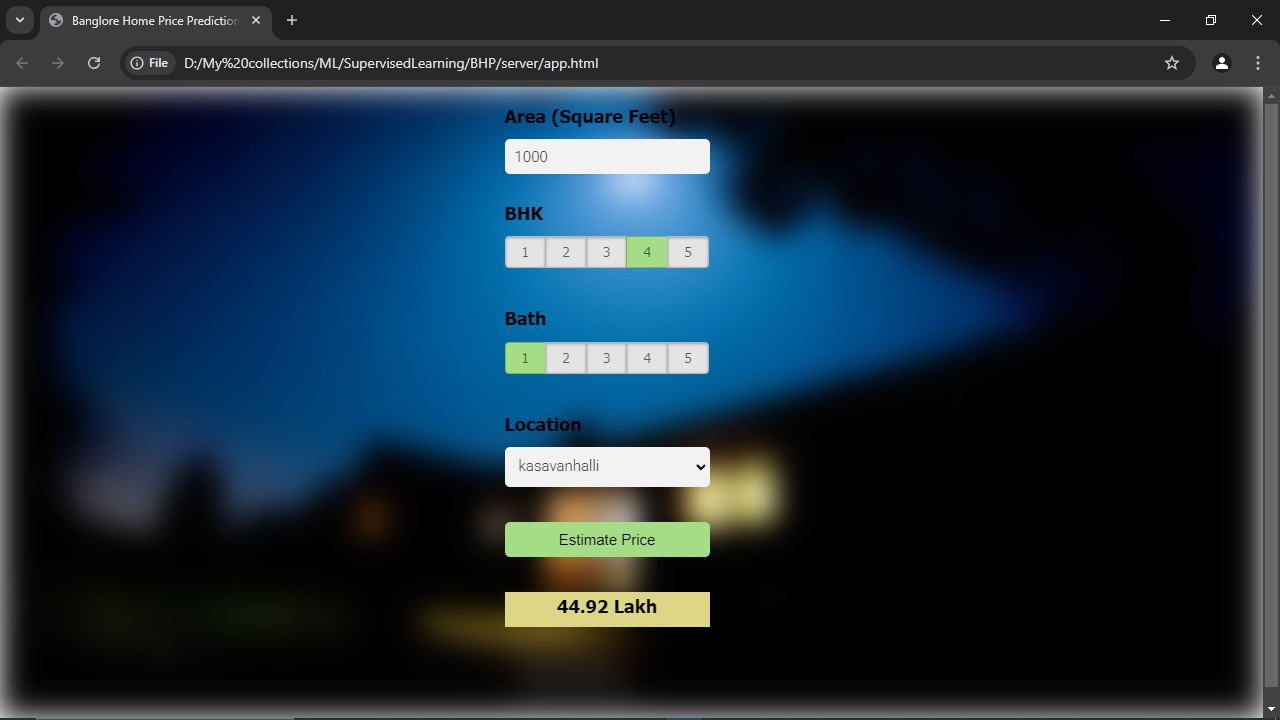 Banglore Home Price Prediction
File D:/My%20collections/ML/SupervisedLearning/BHP/server/app.html
Area (Square Feet)
1000
BHK
1 2 3 4 5
Bath
1 2 3 4 5
Location
kasavanhalli
Estimate Price
44.92 Lakh